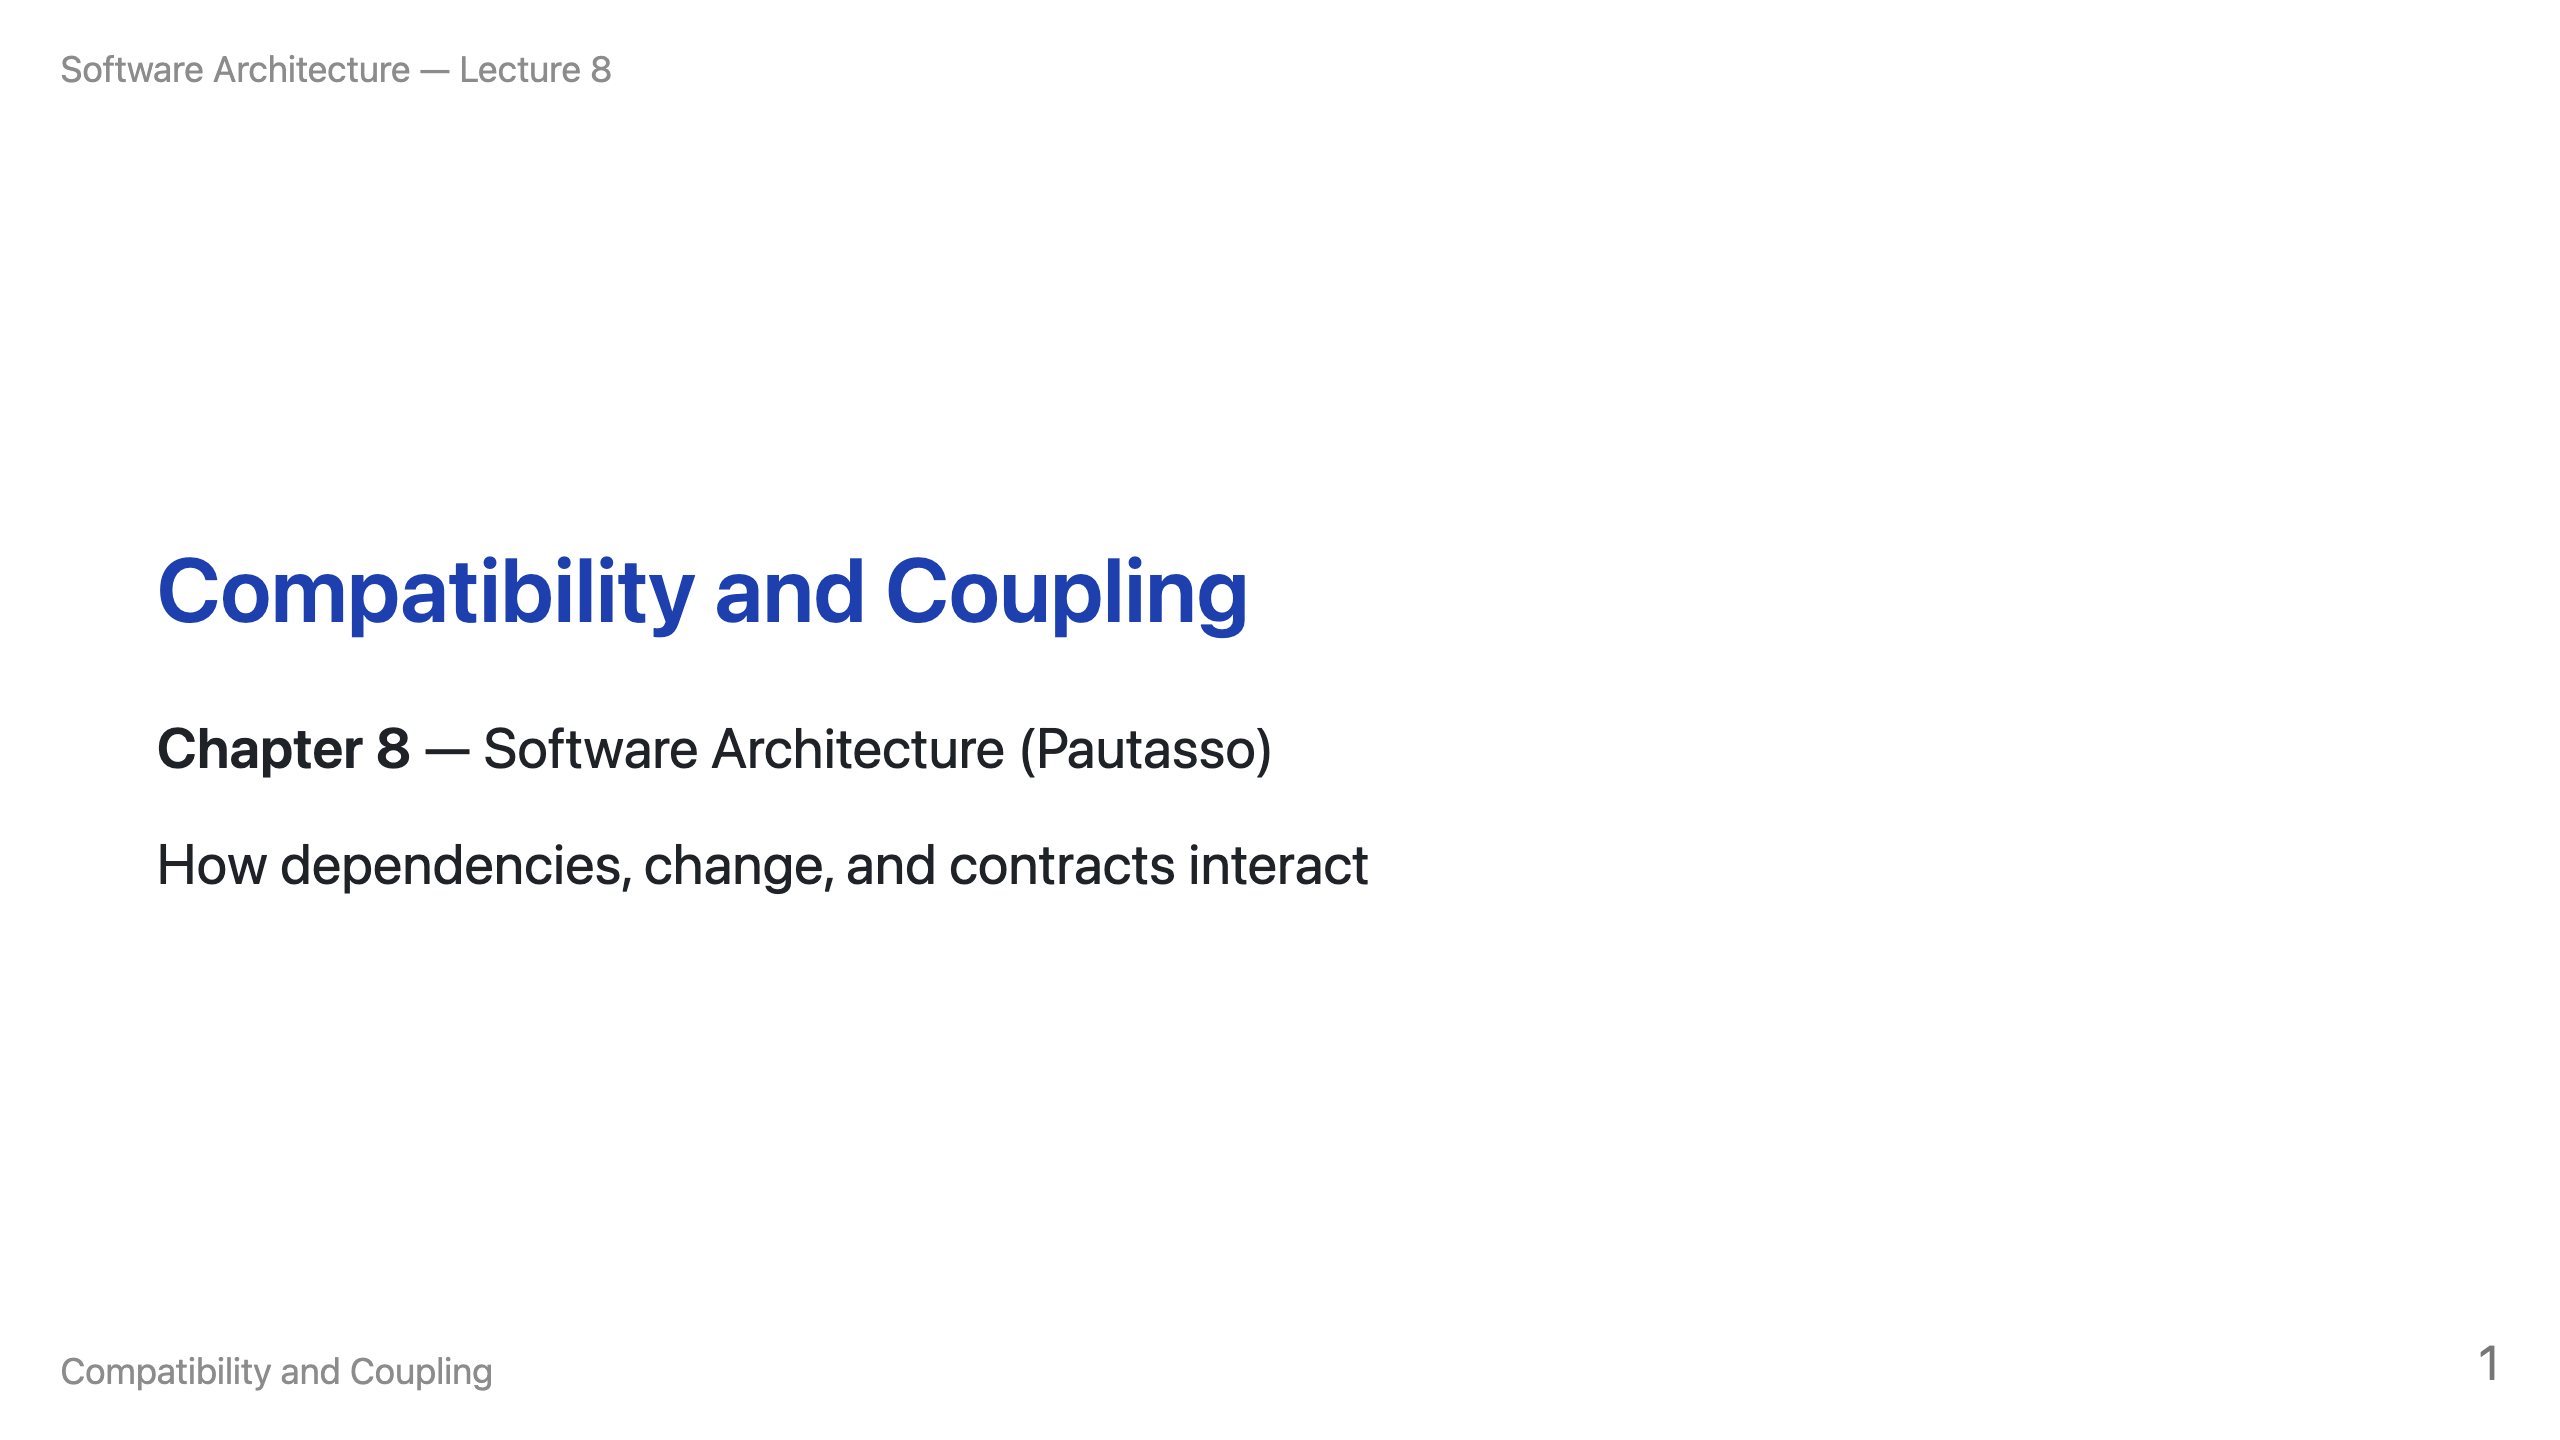 Software Architecture — Lecture 8
Compatibility and Coupling
Chapter 8 — Software Architecture (Pautasso)
How dependencies, change, and contracts interact
Compatibility and Coupling
1